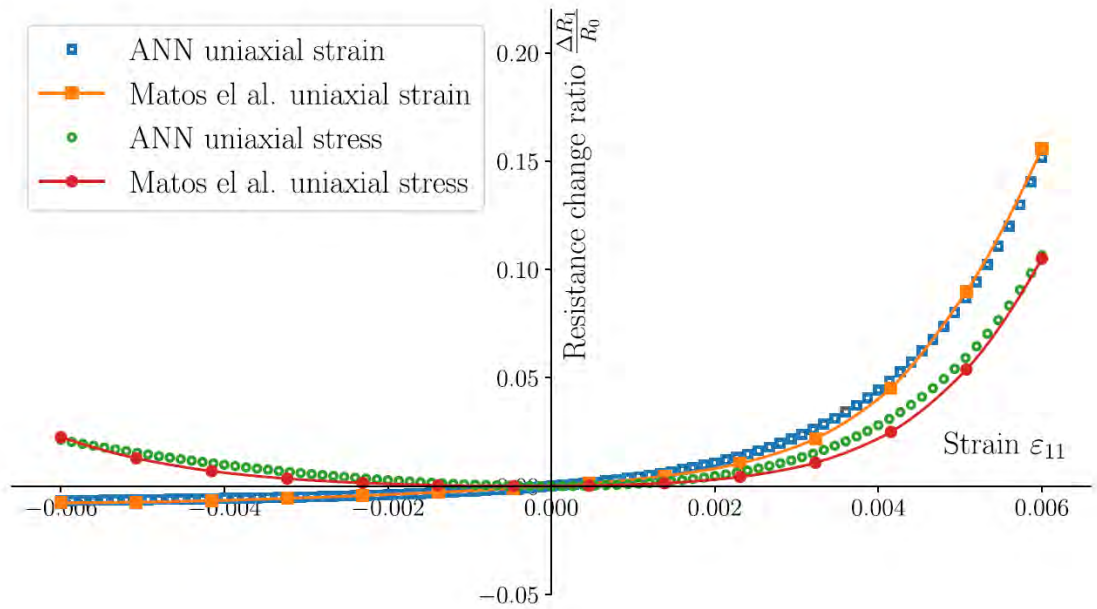 ANN uniaxial strain
Matos el al. uniaxial strain
ANN uniaxial stress
Matos el al. uniaxial stress
Resistance change ratio ΔR₁/R₀
0.20
0.15
0.10
0.05
0.00
−0.05
−0.006
−0.004
−0.002
0.000
0.002
0.004
0.006
Strain ε₁₁